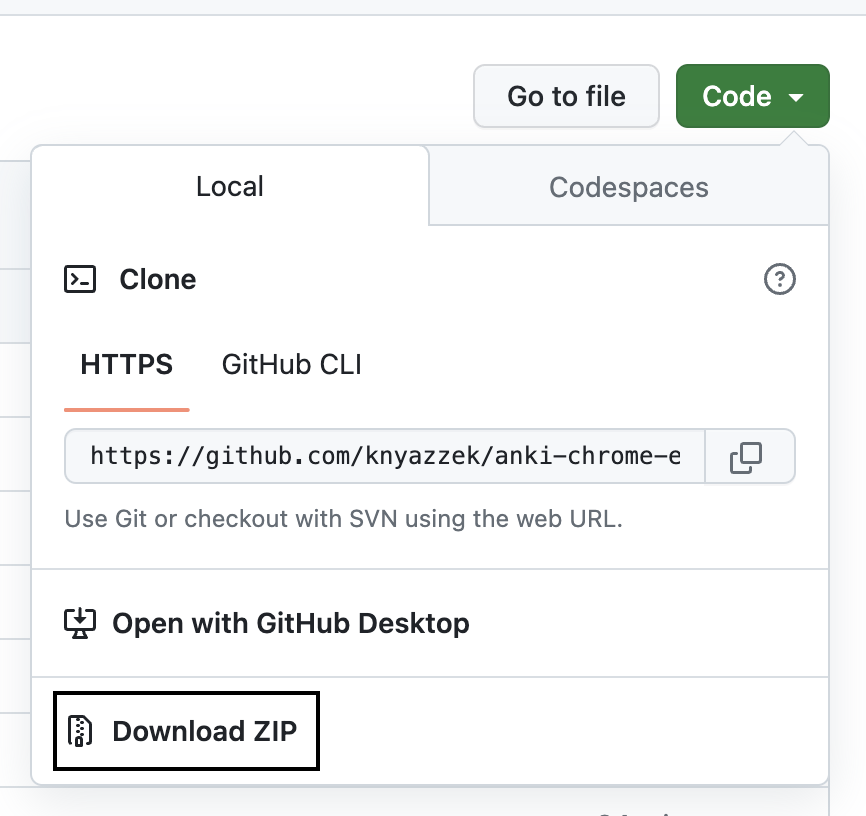 Go to file
Code
Local
Codespaces
Clone
HTTPS
GitHub CLI
https://github.com/knyazzek/anki-chrome-e
Use Git or checkout with SVN using the web URL.
Open with GitHub Desktop
Download ZIP